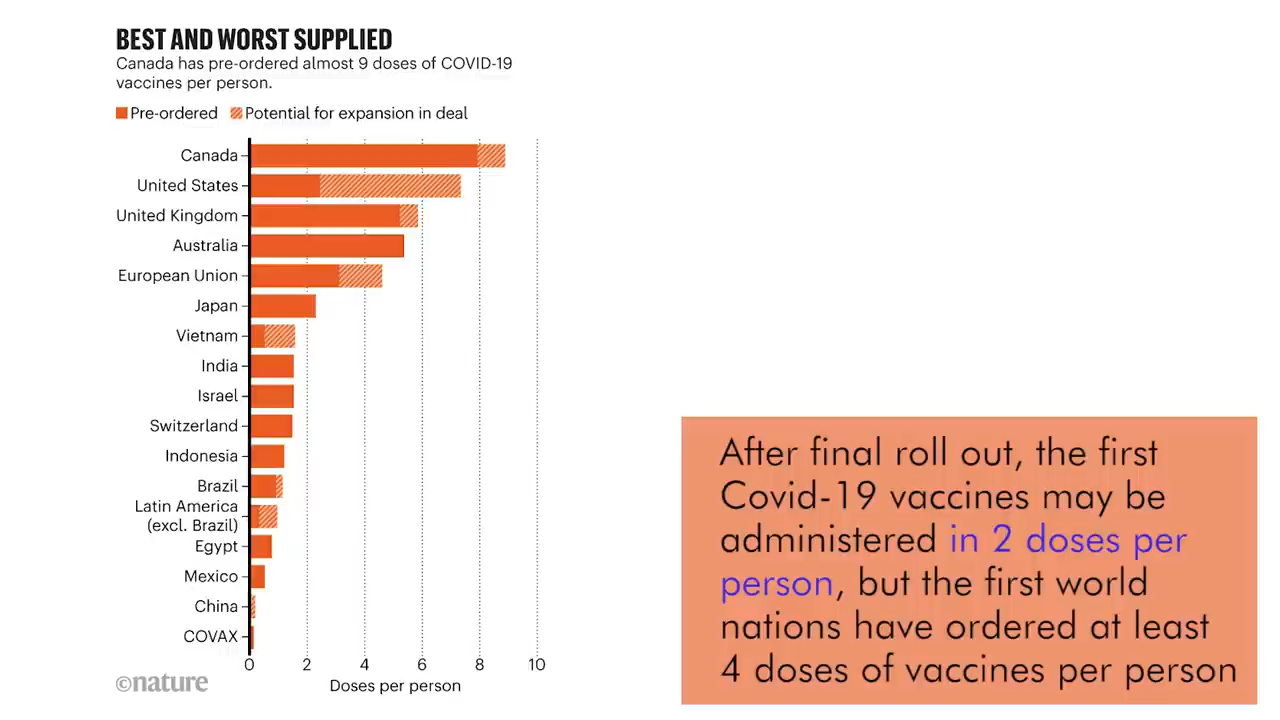 BEST AND WORST SUPPLIED
Canada has pre-ordered almost 9 doses of COVID-19
vaccines per person.
Pre-ordered Potential for expansion in deal
Canada
United States
United Kingdom
Australia
European Union
Japan
Vietnam
India
Israel
Switzerland
Indonesia
Brazil
Latin America
(excl. Brazil)
Egypt
Mexico
China
COVAX
0 2 4 6 8 10
Doses per person
©nature
After final roll out, the first
Covid-19 vaccines may be
administered in 2 doses per
person, but the first world
nations have ordered at least
4 doses of vaccines per person